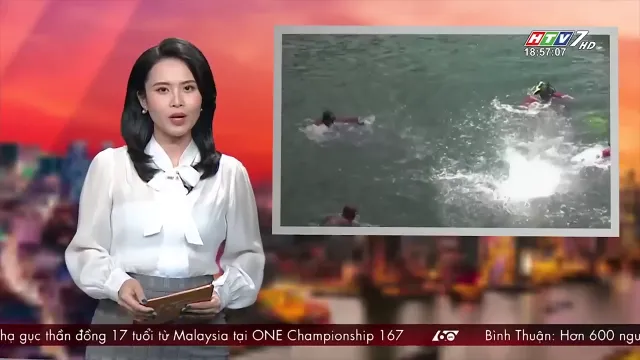 HTV7 HD
18:57:07
hạ gục thần đồng 17 tuổi từ Malaysia tại ONE Championship 167 60s Bình Thuận: Hơn 600 ngư